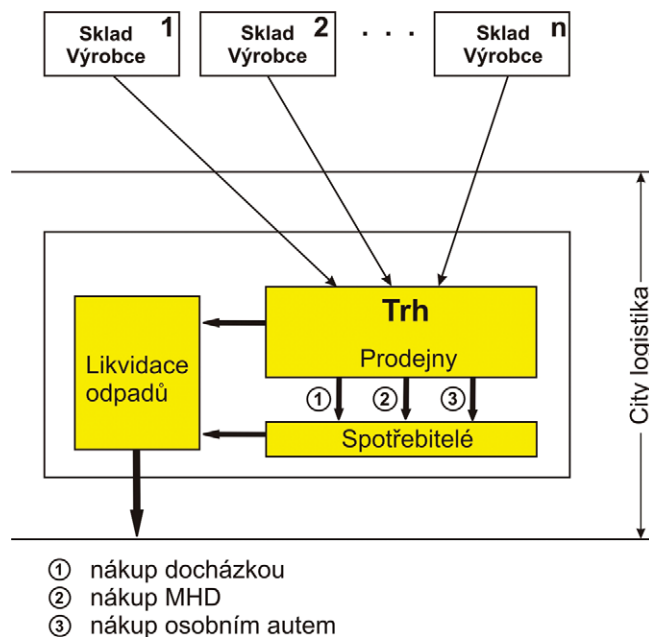 Sklad 1
Výrobce
Sklad 2
Výrobce
. . .
Sklad n
Výrobce
City logistika
Trh
Prodejny
Likvidace
odpadů
1 2 3
Spotřebitelé
1 nákup docházkou
2 nákup MHD
3 nákup osobním autem